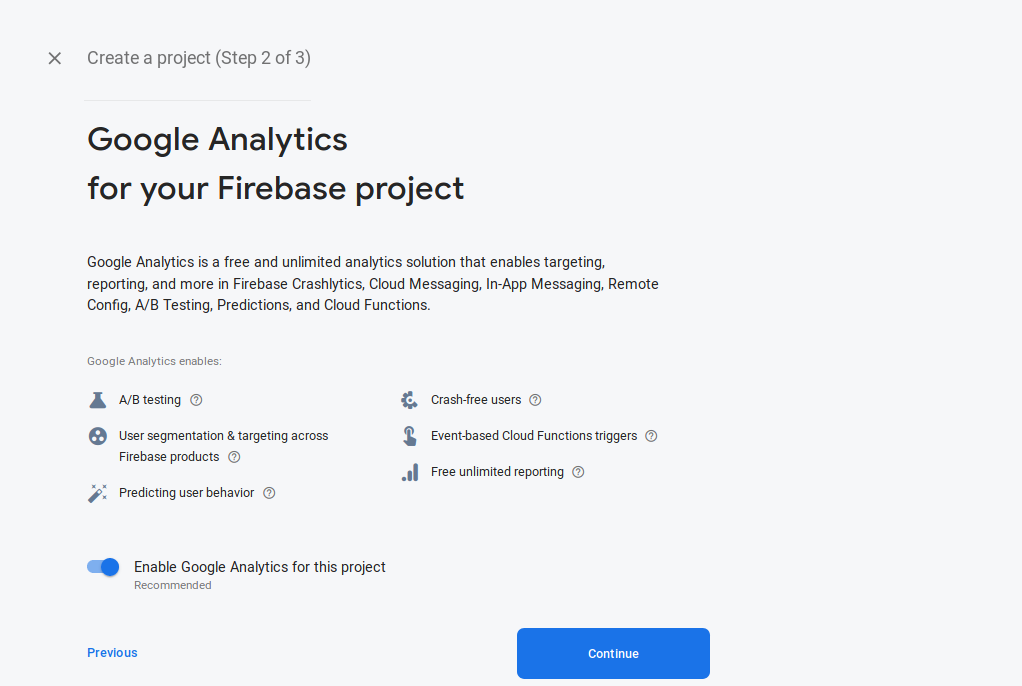 Create a project (Step 2 of 3)
Google Analytics
for your Firebase project
Google Analytics is a free and unlimited analytics solution that enables targeting,
reporting, and more in Firebase Crashlytics, Cloud Messaging, In-App Messaging, Remote
Config, A/B Testing, Predictions, and Cloud Functions.
Google Analytics enables:
A/B testing
User segmentation & targeting across
Firebase products
Predicting user behavior
Crash-free users
Event-based Cloud Functions triggers
Free unlimited reporting
Enable Google Analytics for this project
Recommended
Previous
Continue